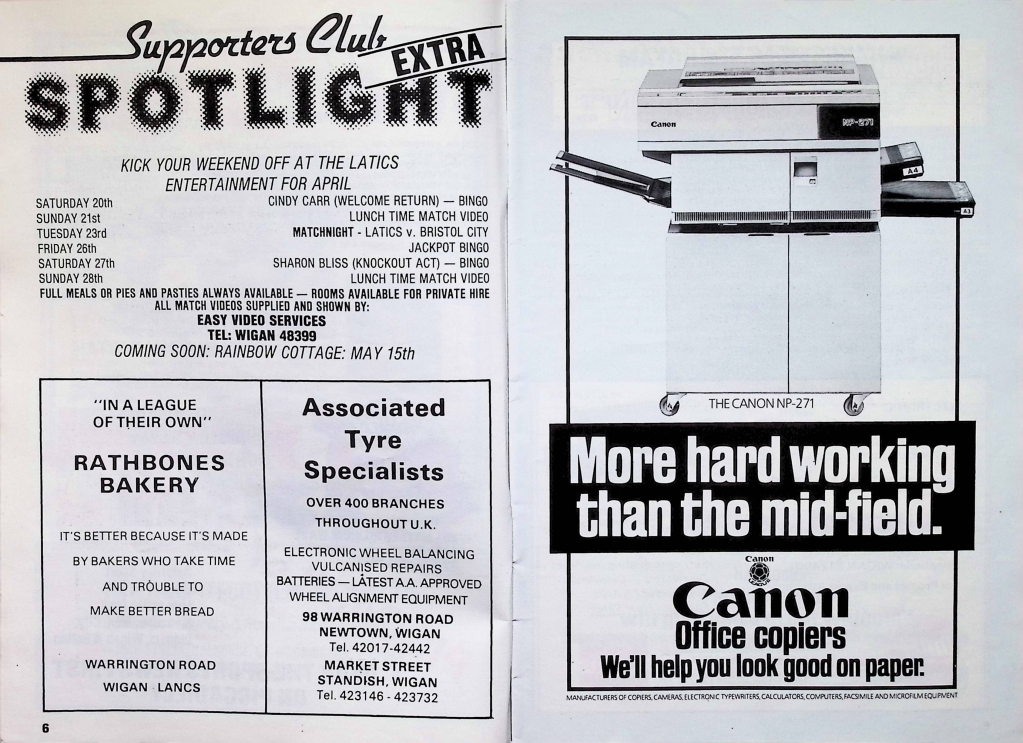 Supporters Club
EXTRA
SPOTLIGHT
KICK YOUR WEEKEND OFF AT THE LATICS
ENTERTAINMENT FOR APRIL
SATURDAY 20th CINDY CARR (WELCOME RETURN) — BINGO
SUNDAY 21st LUNCH TIME MATCH VIDEO
TUESDAY 23rd MATCHNIGHT - LATICS v. BRISTOL CITY
FRIDAY 26th JACKPOT BINGO
SATURDAY 27th SHARON BLISS (KNOCKOUT ACT) — BINGO
SUNDAY 28th LUNCH TIME MATCH VIDEO
FULL MEALS OR PIES AND PASTIES ALWAYS AVAILABLE — ROOMS AVAILABLE FOR PRIVATE HIRE
ALL MATCH VIDEOS SUPPLIED AND SHOWN BY:
EASY VIDEO SERVICES
TEL: WIGAN 48399
COMING SOON: RAINBOW COTTAGE: MAY 15th
"IN A LEAGUE
OF THEIR OWN"
RATHBONES
BAKERY
IT'S BETTER BECAUSE IT'S MADE
BY BAKERS WHO TAKE TIME
AND TROUBLE TO
MAKE BETTER BREAD
WARRINGTON ROAD
WIGAN LANCS
Associated
Tyre
Specialists
OVER 400 BRANCHES
THROUGHOUT U.K.
ELECTRONIC WHEEL BALANCING
VULCANISED REPAIRS
BATTERIES — LATEST A.A. APPROVED
WHEEL ALIGNMENT EQUIPMENT
98 WARRINGTON ROAD
NEWTOWN, WIGAN
Tel. 42017-42442
MARKET STREET
STANDISH, WIGAN
Tel. 423146 - 423732
6
Canon
NP-271
A4
A3
THE CANON NP-271
More hard working
than the mid-field.
Canon
Canon
Office copiers
We'll help you look good on paper.
MANUFACTURERS OF COPIERS, CAMERAS, ELECTRONIC TYPEWRITERS, CALCULATORS, COMPUTERS, FACSIMILE AND MICROFILM EQUIPMENT